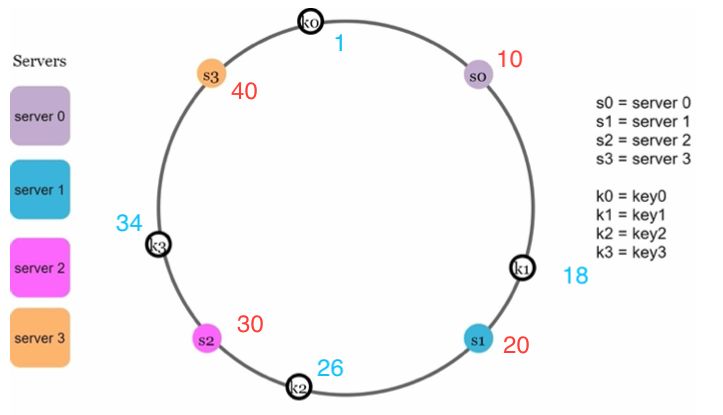 Servers
server 0
server 1
server 2
server 3
k0
1
s0
10
k1
18
s1
20
k2
26
s2
30
k3
34
s3
40
s0 = server 0
s1 = server 1
s2 = server 2
s3 = server 3
k0 = key0
k1 = key1
k2 = key2
k3 = key3